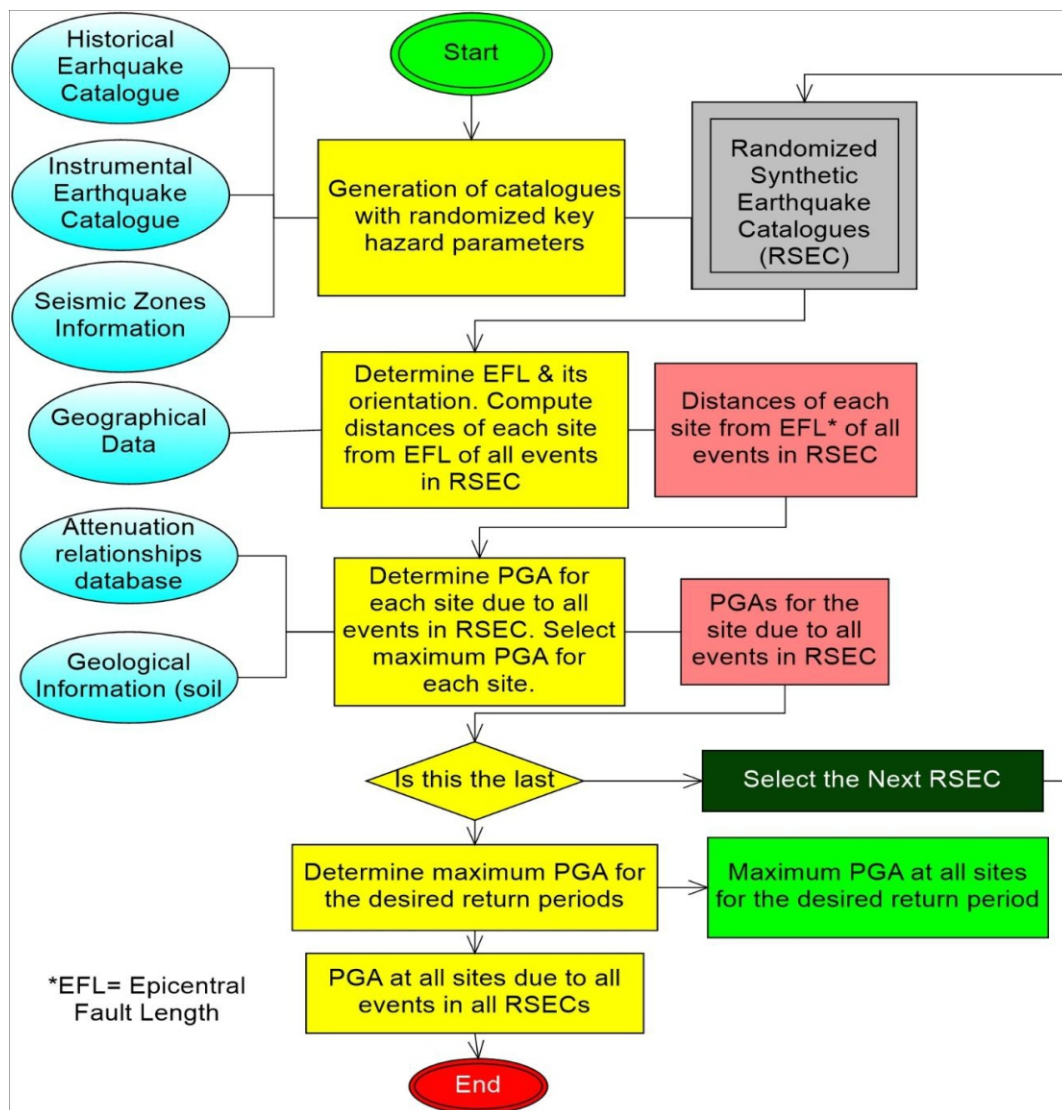 Historical
Earhquake
Catalogue
Start
Instrumental
Earthquake
Catalogue
Generation of catalogues
with randomized key
hazard parameters
Randomized
Synthetic
Earthquake
Catalogues
(RSEC)
Seismic Zones
Information
Geographical
Data
Determine EFL & its
orientation. Compute
distances of each site
from EFL of all events
in RSEC
Distances of each
site from EFL* of all
events in RSEC
Attenuation
relationships
database
Geological
Information (soil
Determine PGA for
each site due to all
events in RSEC. Select
maximum PGA for
each site.
PGAs for the
site due to all
events in RSEC
Is this the last
Select the Next RSEC
Determine maximum PGA for
the desired return periods
Maximum PGA at all sites
for the desired return period
PGA at all sites due to all
events in all RSECs
*EFL= Epicentral
Fault Length
End